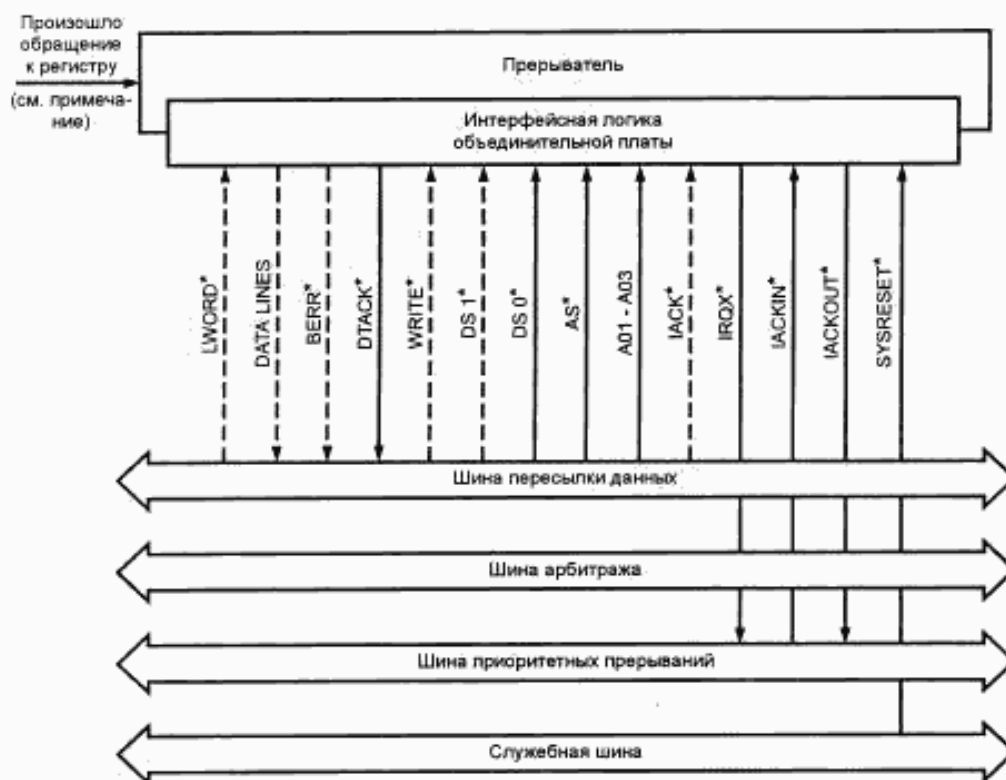 Произошло
обращение
к регистру
(см. примеча-
ние)
Прерыватель
Интерфейсная логика
объединительной платы
LWORD*
DATA LINES
BERR*
DTACK*
WRITE*
DS 1*
DS 0*
AS*
A01 - A03
IACK*
IRQX*
IACKIN*
IACKOUT*
SYSRESET*
Шина пересылки данных
Шина арбитража
Шина приоритетных прерываний
Служебная шина